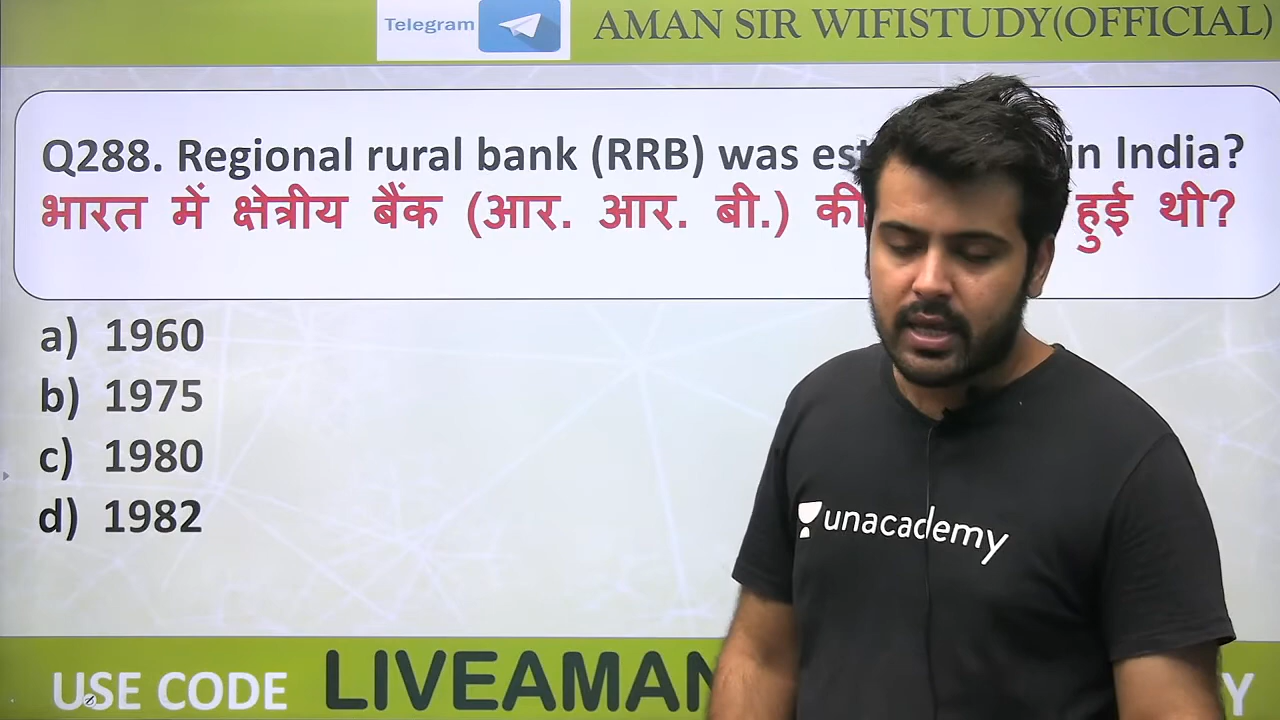 Telegram
AMAN SIR WIFISTUDY(OFFICIAL)
Q288. Regional rural bank (RRB) was in India?
भारत में क्षेत्रीय बैंक (आर. आर. बी.) की हुई थी?
a) 1960
b) 1975
c) 1980
d) 1982
unacademy
USE CODE LIVEAMAN